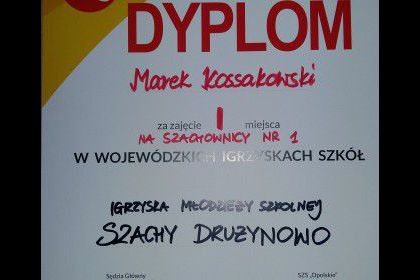 DYPLOM
Marek Kossakowski
za zajęcie I miejsca
NA SZACHOWNICY NR 1
W WOJEWÓDZKICH IGRZYSKACH SZKÓŁ
IGRZYSKA MŁODZIEŻY SZKOLNEJ
SZACHY DRUŻYNOWO
Sędzia Główny SZS "Opolskie"